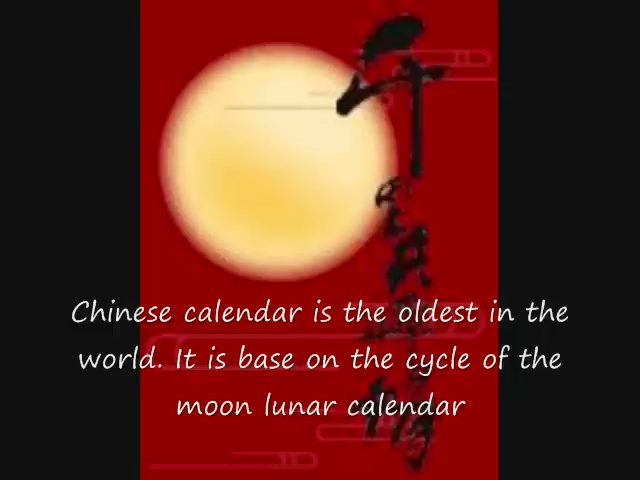 Chinese calendar is the oldest in the
world. It is base on the cycle of the
moon lunar calendar